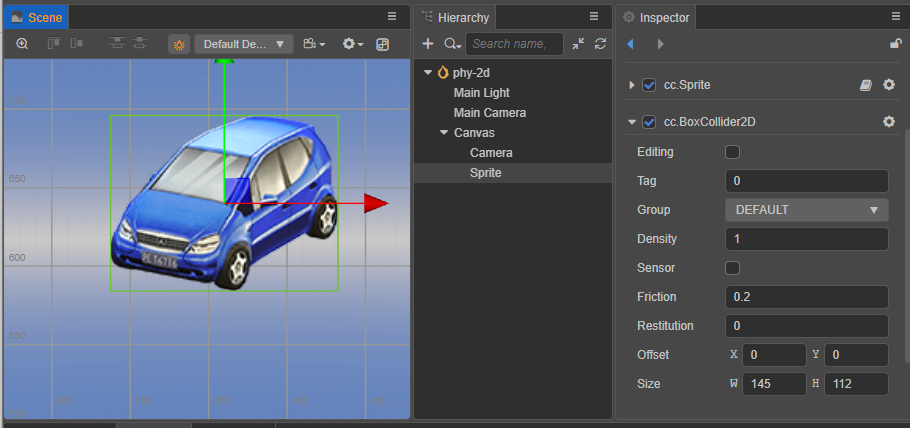 Scene
Default De...
650
600
550
Hierarchy
Search name,
phy-2d
Main Light
Main Camera
Canvas
Camera
Sprite
Inspector
cc.Sprite
cc.BoxCollider2D
Editing
Tag 0
Group DEFAULT
Density 1
Sensor
Friction 0.2
Restitution 0
Offset X 0 Y 0
Size W 145 H 112